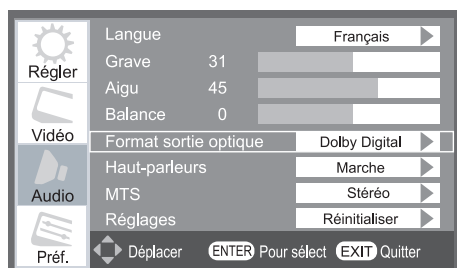 Régler
Vidéo
Audio
Préf.
Langue Français
Grave 31
Aigu 45
Balance 0
Format sortie optique Dolby Digital
Haut-parleurs Marche
MTS Stéréo
Réglages Réinitialiser
Déplacer ENTER Pour sélect EXIT Quitter